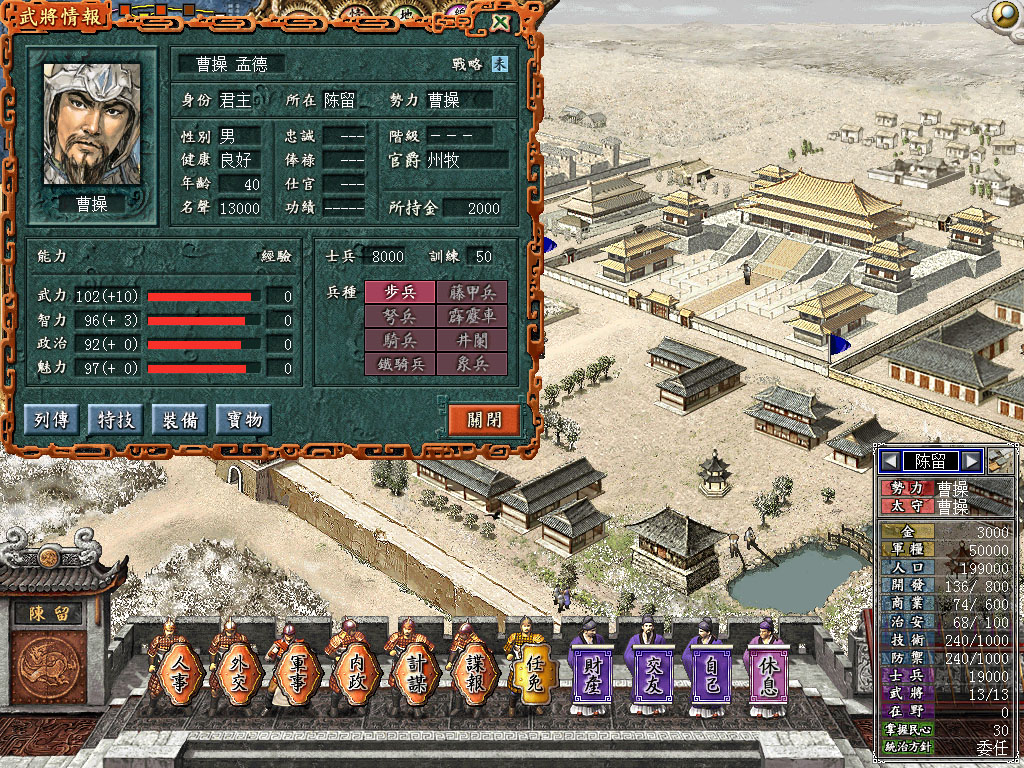 武將情報
曹操 孟德
戰略 未
身份 君主 所在 陈留 勢力 曹操
性別 男 忠誠 --- 階級 ---
健康 良好 俸祿 --- 官爵 州牧
年齡 40 仕官 ---
名聲 13000 功績 ----- 所持金 2000
曹操
能力 經驗
武力 102(+10) 0
智力 96(+ 3) 0
政治 92(+ 0) 0
魅力 97(+ 0) 0
士兵 8000 訓練 50
兵種 步兵 藤甲兵
弩兵 霹靂車
騎兵 井闌
鐵騎兵 象兵
列傳 特技 裝備 寶物 關閉
陈留
勢力 曹操
太守 曹操
金 3000
軍糧 50000
人口 199000
開發 136/ 800
商業 74/ 600
治安 68/ 100
技術 240/1000
防禦 240/1000
士兵 19000
武將 13/13
在野 0
掌握民心 30
統治方針 委任
陳留
人事 外交 軍事 內政 計謀 諜報 任免 財產 交友 自己 休息